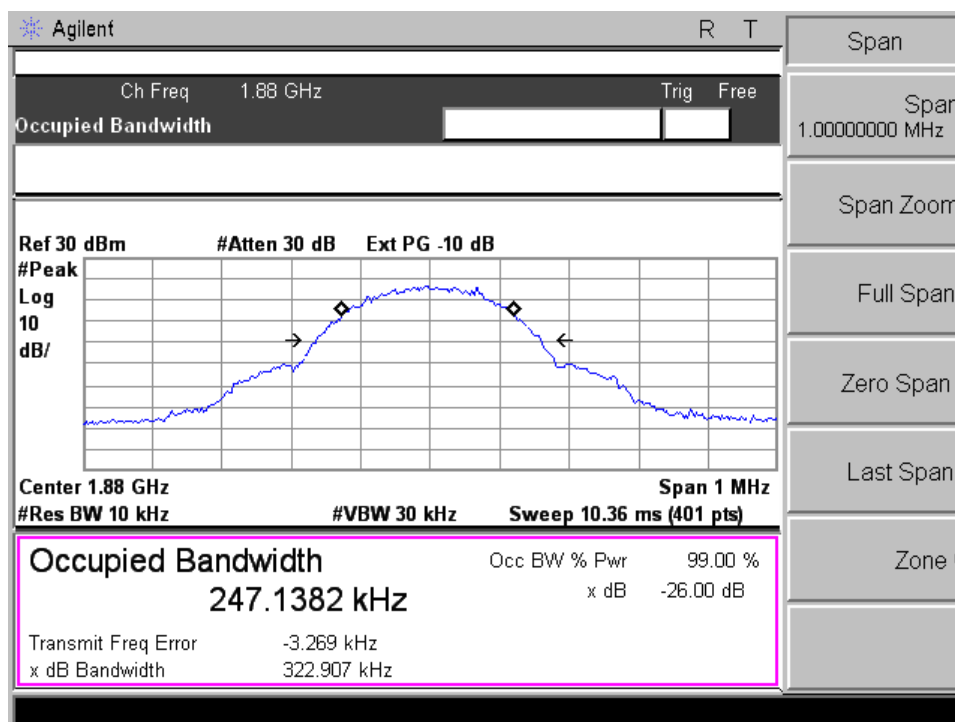 Agilent R T
Ch Freq 1.88 GHz Trig Free
Occupied Bandwidth
Ref 30 dBm #Atten 30 dB Ext PG -10 dB
#Peak
Log
10
dB/
Center 1.88 GHz Span 1 MHz
#Res BW 10 kHz #VBW 30 kHz Sweep 10.36 ms (401 pts)
Occupied Bandwidth
247.1382 kHz
Occ BW % Pwr 99.00 %
x dB -26.00 dB
Transmit Freq Error -3.269 kHz
x dB Bandwidth 322.907 kHz
Span
Span
1.00000000 MHz
Span Zoom
Full Span
Zero Span
Last Span
Zone